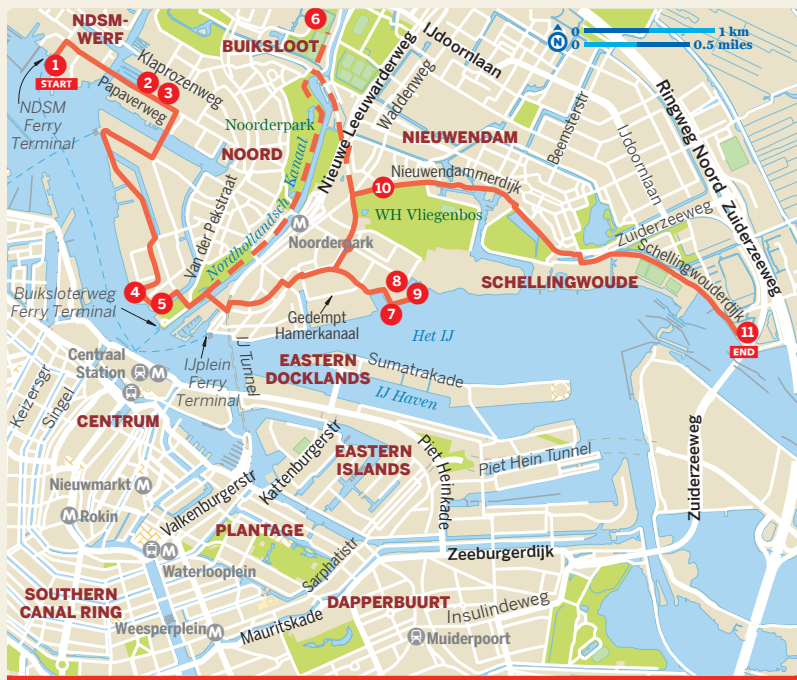 NDSM-
WERF
BUIKSLOOT
6
1
START
NDSM
Ferry
Terminal
2
3
Klaprozenweg
Papaverweg
Nieuwe Leeuwarderweg
IJdoornlaan
Waddenweg
N
0
1 km
0
0.5 miles
Noorderpark
NOORD
Nordhollandsch Kanaal
Van der Pekstraat
NIEUWENDAM
Beemsterstr
IJdoornlaan
Ringweg Noord
Zuiderzeeweg
10
Nieuwendammerdijk
WH Vliegenbos
M
Noorderpark
Zuiderzeeweg
Schellingwouderdijk
SCHELLINGWOUDE
4
5
8
9
7
11
END
Buiksloterweg
Ferry Terminal
Gedempt
Hamerkanaal
Het IJ
Centraal
Station
M
IJplein
Ferry
Terminal
IJ Tunnel
EASTERN
DOCKLANDS
Sumatrakade
IJ Haven
Keizersgr
Singel
CENTRUM
Kattenburgerstr
EASTERN
ISLANDS
Piet Heinkade
Piet Hein Tunnel
Zuiderzeeweg
Nieuwmarkt M
M Rokin
Valkenburgerstr
PLANTAGE
M
Waterlooplein
Sarphatistr
Zeeburgerdijk
SOUTHERN
CANAL RING
Weesperplein M
Mauritskade
DAPPERBUURT
Insulindeweg
Muiderpoort